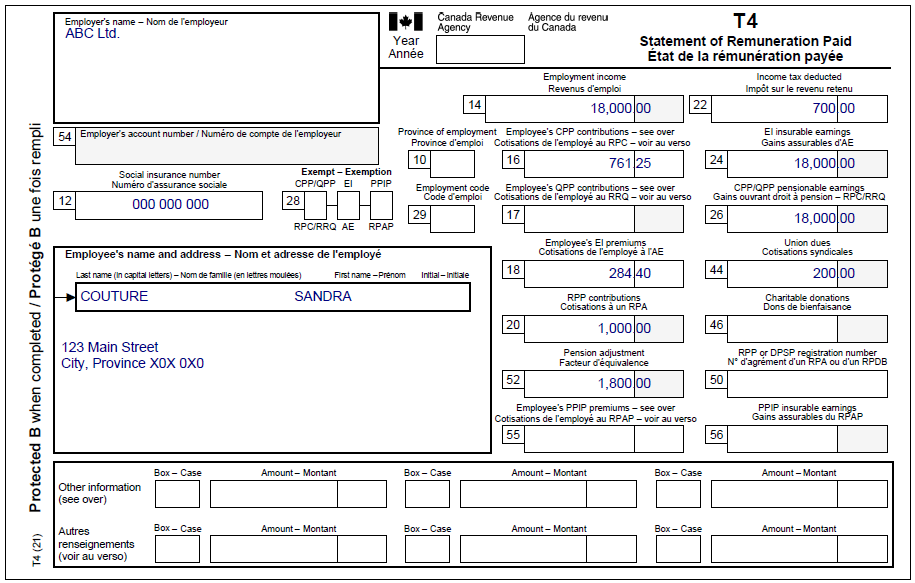 Employer's name – Nom de l'employeur
ABC Ltd.
Canada Revenue Agency
Agence du revenu du Canada
Year
Année
T4
Statement of Remuneration Paid
État de la rémunération payée
Employment income
Revenus d'emploi
14 18,000 00
Income tax deducted
Impôt sur le revenu retenu
22 700 00
54 Employer's account number / Numéro de compte de l'employeur
Province of employment
Province d'emploi
10
Employee's CPP contributions – see over
Cotisations de l'employé au RPC – voir au verso
16 761 25
EI insurable earnings
Gains assurables d'AE
24 18,000 00
Social insurance number
Numéro d'assurance sociale
12 000 000 000
Exempt – Exemption
CPP/QPP EI PPIP
28
RPC/RRQ AE RPAP
Employment code
Code d'emploi
29
Employee's QPP contributions – see over
Cotisations de l'employé au RRQ – voir au verso
17
CPP/QPP pensionable earnings
Gains ouvrant droit à pension – RPC/RRQ
26 18,000 00
Employee's name and address – Nom et adresse de l'employé
Last name (in capital letters) – Nom de famille (en lettres moulées) First name – Prénom Initial – Initiale
COUTURE SANDRA
123 Main Street
City, Province X0X 0X0
Employee's EI premiums
Cotisations de l'employé à l'AE
18 284 40
Union dues
Cotisations syndicales
44 200 00
RPP contributions
Cotisations à un RPA
20 1,000 00
Charitable donations
Dons de bienfaisance
46
Pension adjustment
Facteur d'équivalence
52 1,800 00
RPP or DPSP registration number
N° d'agrément d'un RPA ou d'un RPDB
50
Employee's PPIP premiums – see over
Cotisations de l'employé au RPAP – voir au verso
55
PPIP insurable earnings
Gains assurables du RPAP
56
Other information
(see over)
Box – Case Amount – Montant Box – Case Amount – Montant Box – Case Amount – Montant
Autres
renseignements
(voir au verso)
Box – Case Amount – Montant Box – Case Amount – Montant Box – Case Amount – Montant
Protected B when completed / Protégé B une fois rempli
T4 (21)